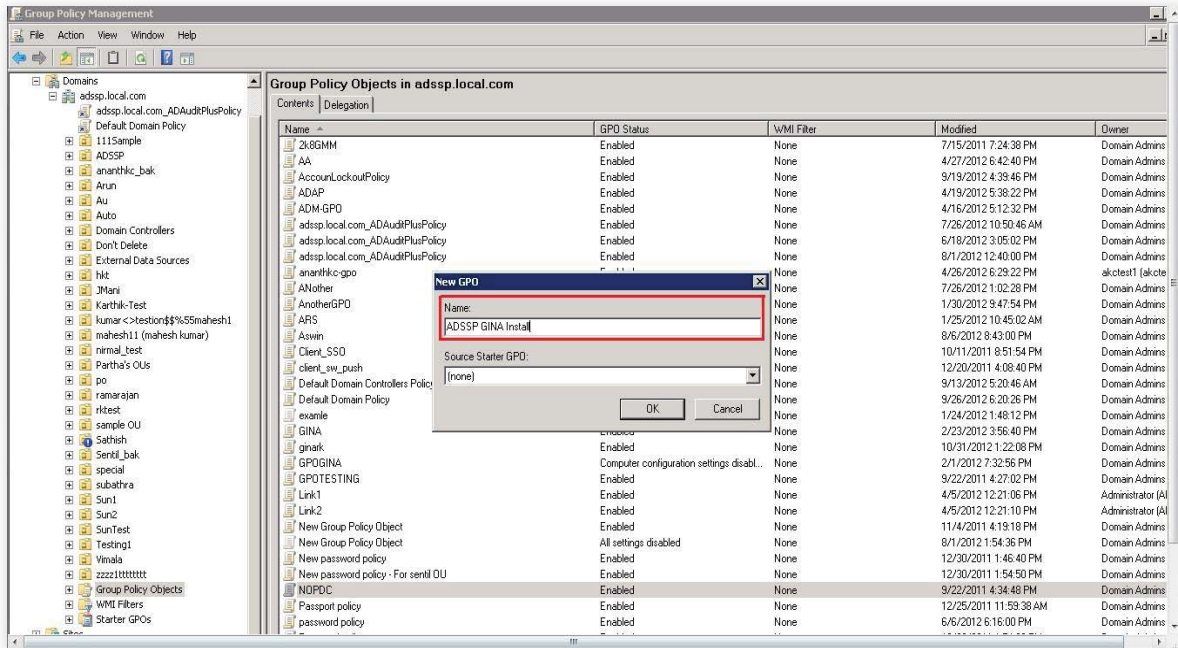 Group Policy Management
File Action View Window Help
Domains
adssp.local.com
adssp.local.com_ADAuditPlusPolicy
Default Domain Policy
111Sample
ADSSP
ananthkc_bak
Arun
Au
Auto
Domain Controllers
Don't Delete
External Data Sources
hkt
JMani
Karthik-Test
kumar<>testion$$%55mahesh1
mahesh11 (mahesh kumar)
nirmal_test
Partha's OUs
po
ramarajan
rktest
sample OU
Sathish
Sentil_bak
special
subathra
Sun1
Sun2
SunTest
Testing1
Vimala
Group Policy Objects
WMI Filters
Starter GPOs
Group Policy Objects in adssp.local.com
Contents Delegation
Name GPO Status WMI Filter Modified Owner
2k8GMM Enabled None 7/15/2011 7:24:38 PM Domain Admins
AA Enabled None 4/27/2012 6:42:40 PM Domain Admins
AccounLockoutPolicy Enabled None 9/19/2012 4:39:46 PM Domain Admins
ADAP Enabled None 4/19/2012 5:38:22 PM Domain Admins
ADM-GPO Enabled None 4/16/2012 5:12:32 PM Domain Admins
adssp.local.com_ADAuditPlusPolicy Enabled None 7/26/2012 10:50:46 AM Domain Admins
adssp.local.com_ADAuditPlusPolicy Enabled None 6/18/2012 3:05:02 PM Domain Admins
adssp.local.com_ADAuditPlusPolicy Enabled None 8/1/2012 12:40:00 PM Domain Admins
ananthkc-gpo None 4/26/2012 6:29:22 PM akctest1 (akcte
ANother None 7/26/2012 1:02:28 PM Domain Admins
AnotherGPO None 1/30/2012 9:47:54 PM Domain Admins
ARS None 1/25/2012 10:45:02 AM Domain Admins
Aswin None 8/6/2012 8:43:00 PM Domain Admins
Client_SSO None 10/11/2011 8:51:54 PM Domain Admins
client_sw_push None 12/20/2011 4:08:40 PM Domain Admins
Default Domain Controllers Policy None 9/13/2012 5:20:46 AM Domain Admins
Default Domain Policy None 9/26/2012 6:20:26 PM Domain Admins
examle None 1/24/2012 1:48:12 PM Domain Admins
GINA Enabled None 2/23/2012 3:56:40 PM Domain Admins
ginark Enabled None 10/31/2012 1:22:08 PM Domain Admins
GPOGINA Computer configuration settings disabl... None 2/1/2012 7:32:56 PM Domain Admins
GPOTESTING Enabled None 9/22/2011 4:27:02 PM Domain Admins
Link1 Enabled None 4/5/2012 12:21:06 PM Administrator (Al
Link2 Enabled None 4/5/2012 12:21:10 PM Administrator (Al
New Group Policy Object Enabled None 11/4/2011 4:19:18 PM Domain Admins
New Group Policy Object All settings disabled None 8/1/2012 1:54:36 PM Domain Admins
New password policy Enabled None 12/30/2011 1:46:40 PM Domain Admins
New password policy - For sentil OU Enabled None 12/30/2011 1:54:50 PM Domain Admins
NOPDC Enabled None 9/22/2011 4:34:48 PM Domain Admins
Passport policy Enabled None 12/25/2011 11:59:38 AM Domain Admins
password policy Enabled None 6/6/2012 6:16:00 PM Domain Admins
New GPO
Name:
ADSSP GINA Install
Source Starter GPO:
(none)
OK Cancel